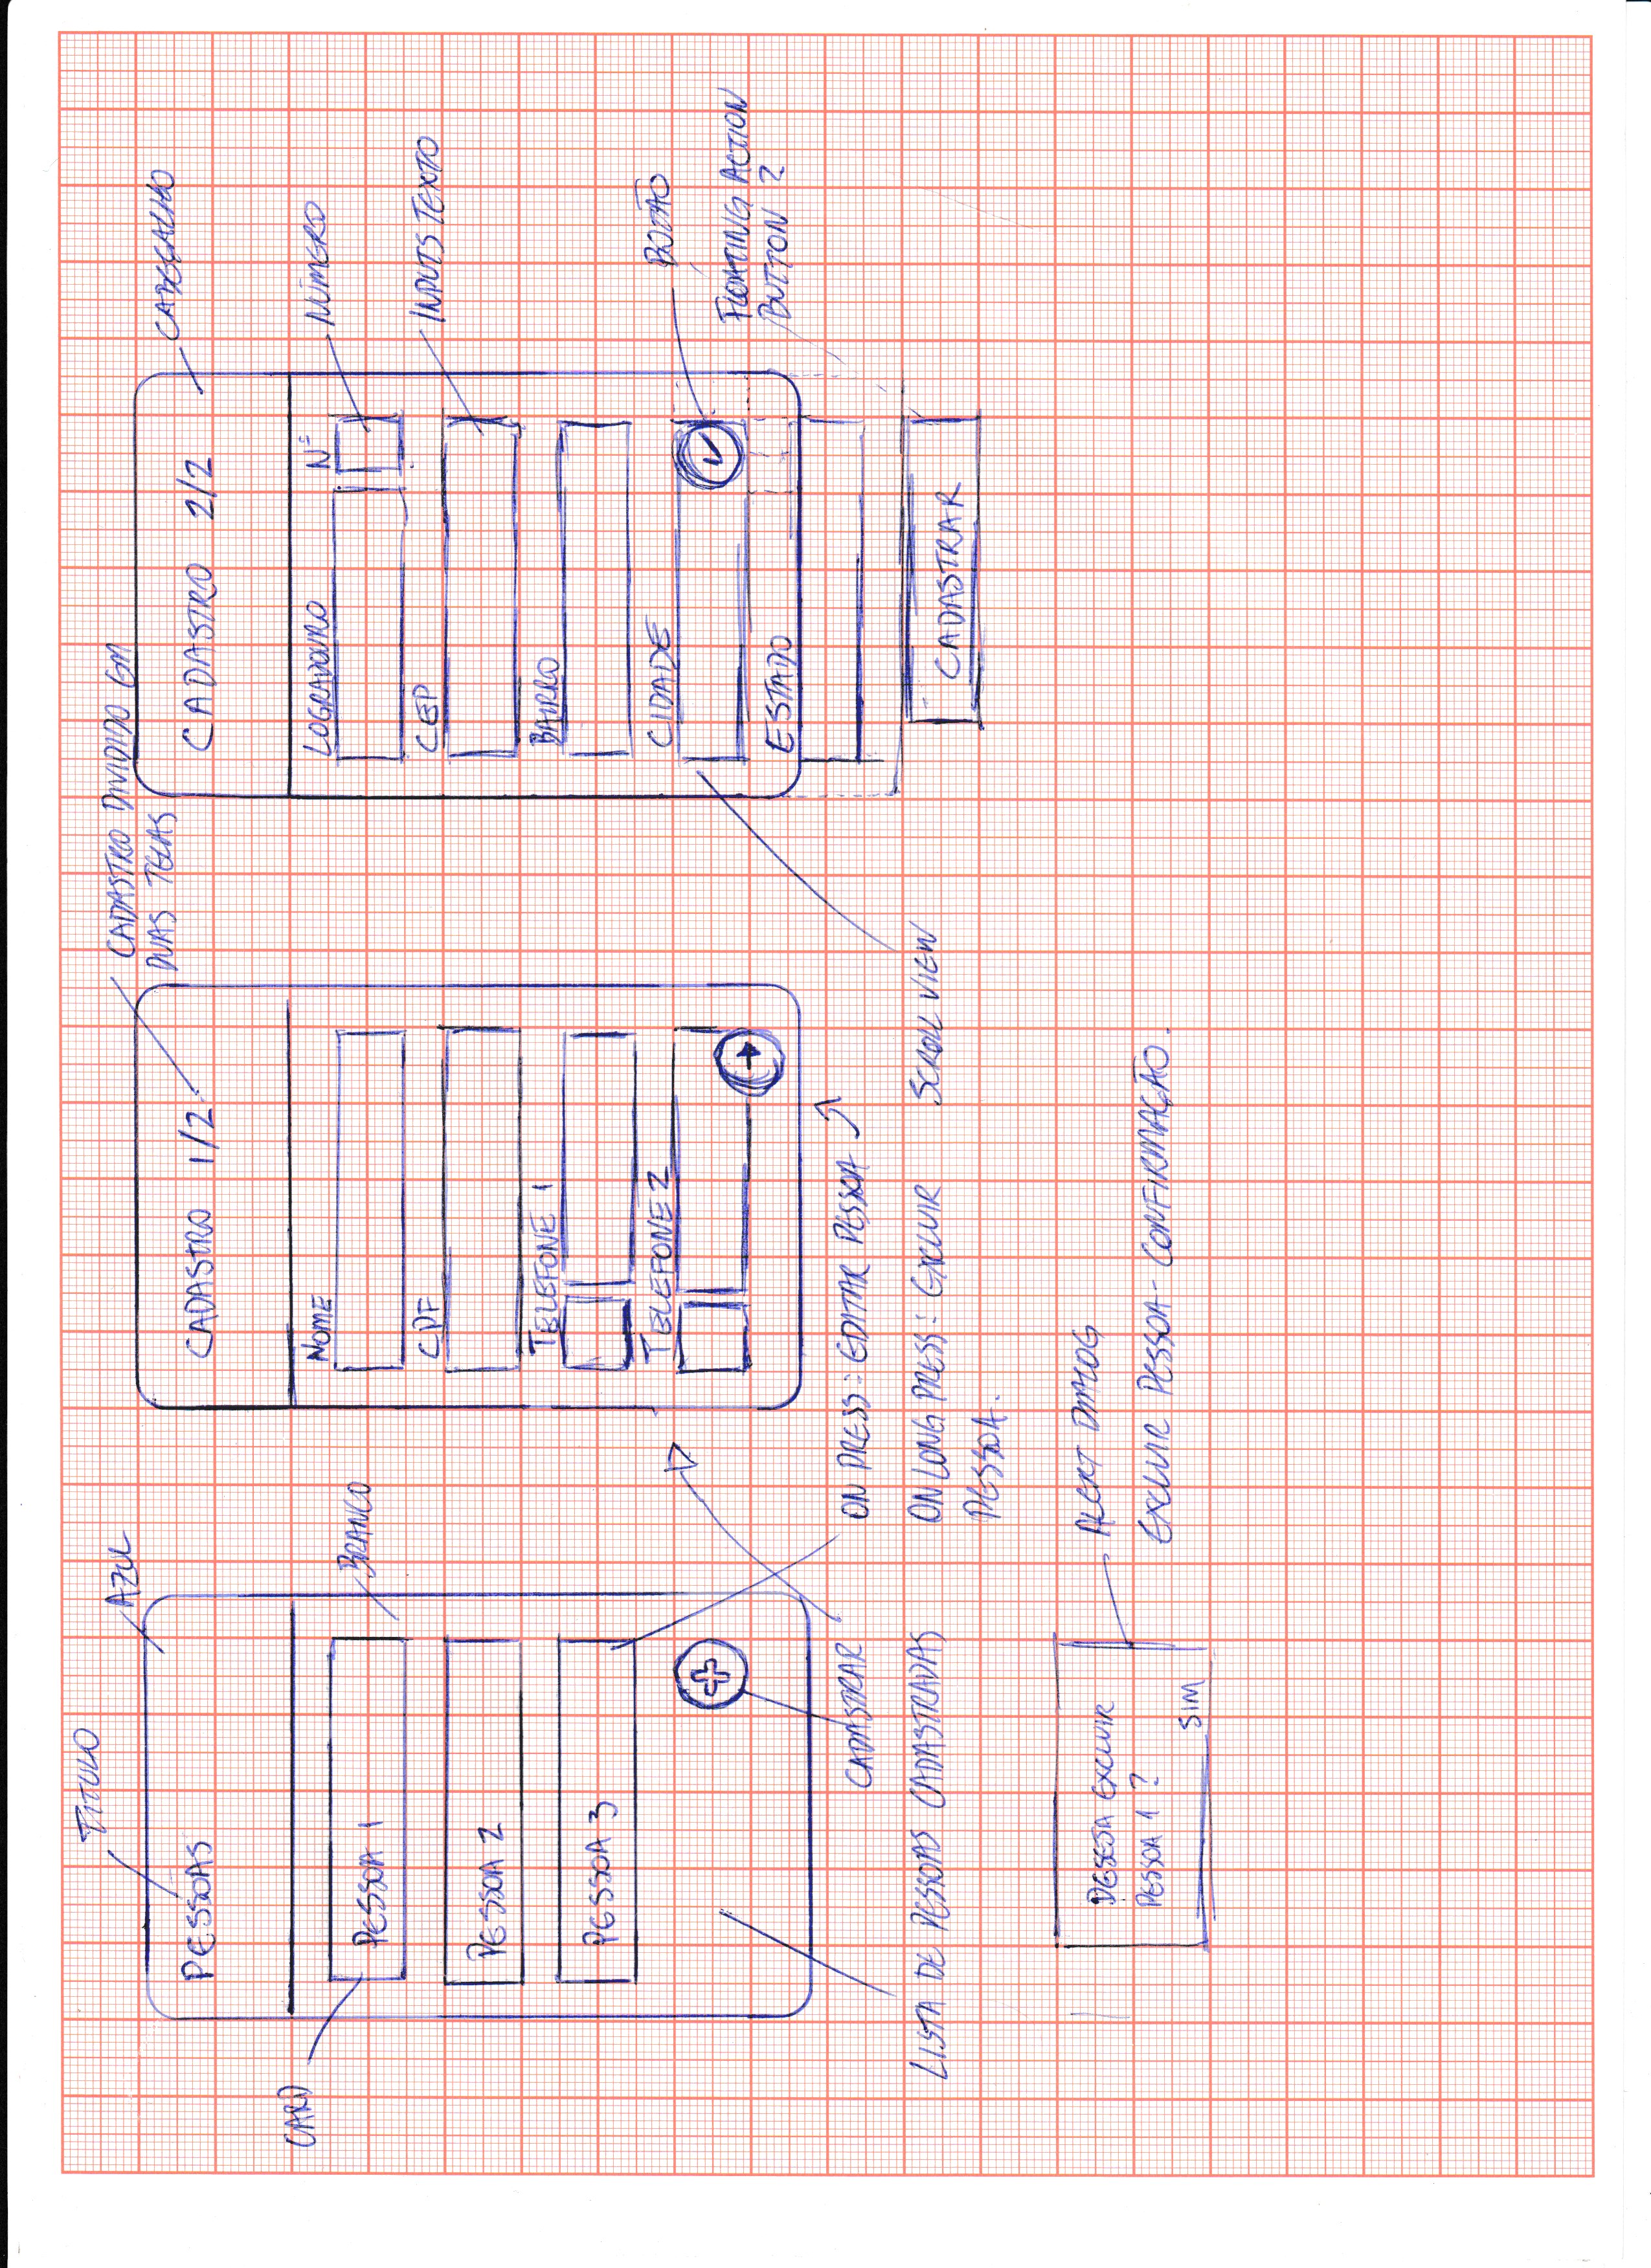 TITULO
AZUL
PESSOAS
CARD
PESSOA 1
BRANCO
PESSOA 2
PESSOA 3
CADASTRAR
LISTA DE PESSOAS CADASTRADAS
CADASTRO DIVIDIDO EM
DUAS TELAS
CADASTRO 1/2
NOME
CPF
TELEFONE 1
TELEFONE 2
ON PRESS: EDITAR PESSOA
ON LONG PRESS: EXCLUIR
PESSOA.
CADASTRO 2/2
CABEÇALHO
LOGRADOURO Nº
NÚMERO
CEP
INPUTS TEXTO
BAIRRO
CIDADE
BOTÃO
FLOATING ACTION
BUTTON ?
ESTADO
SCROLL VIEW
CADASTRAR
DESEJA EXCLUIR
PESSOA 1 ?
SIM
ALERT DIALOG
EXCLUIR PESSOA - CONFIRMAÇÃO.